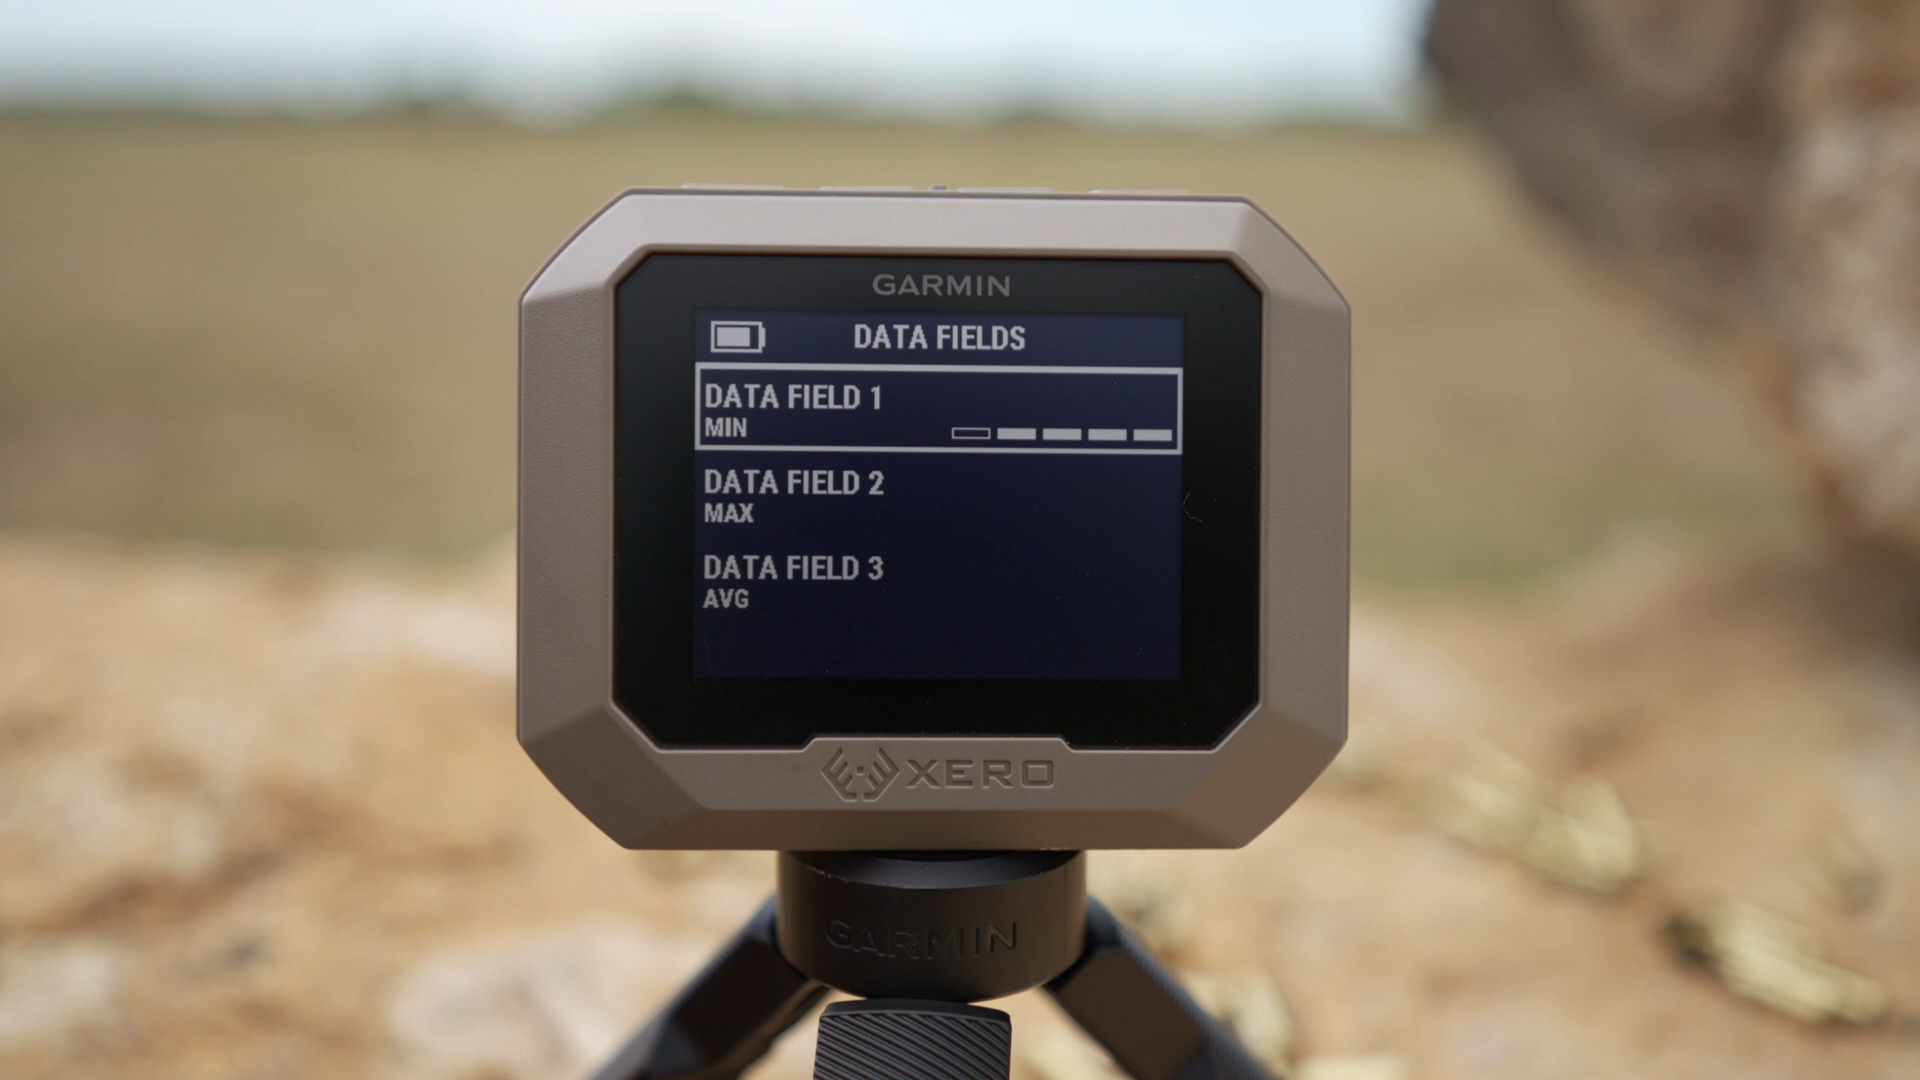 GARMIN
DATA FIELDS
DATA FIELD 1
MIN
DATA FIELD 2
MAX
DATA FIELD 3
AVG
XERO
GARMIN